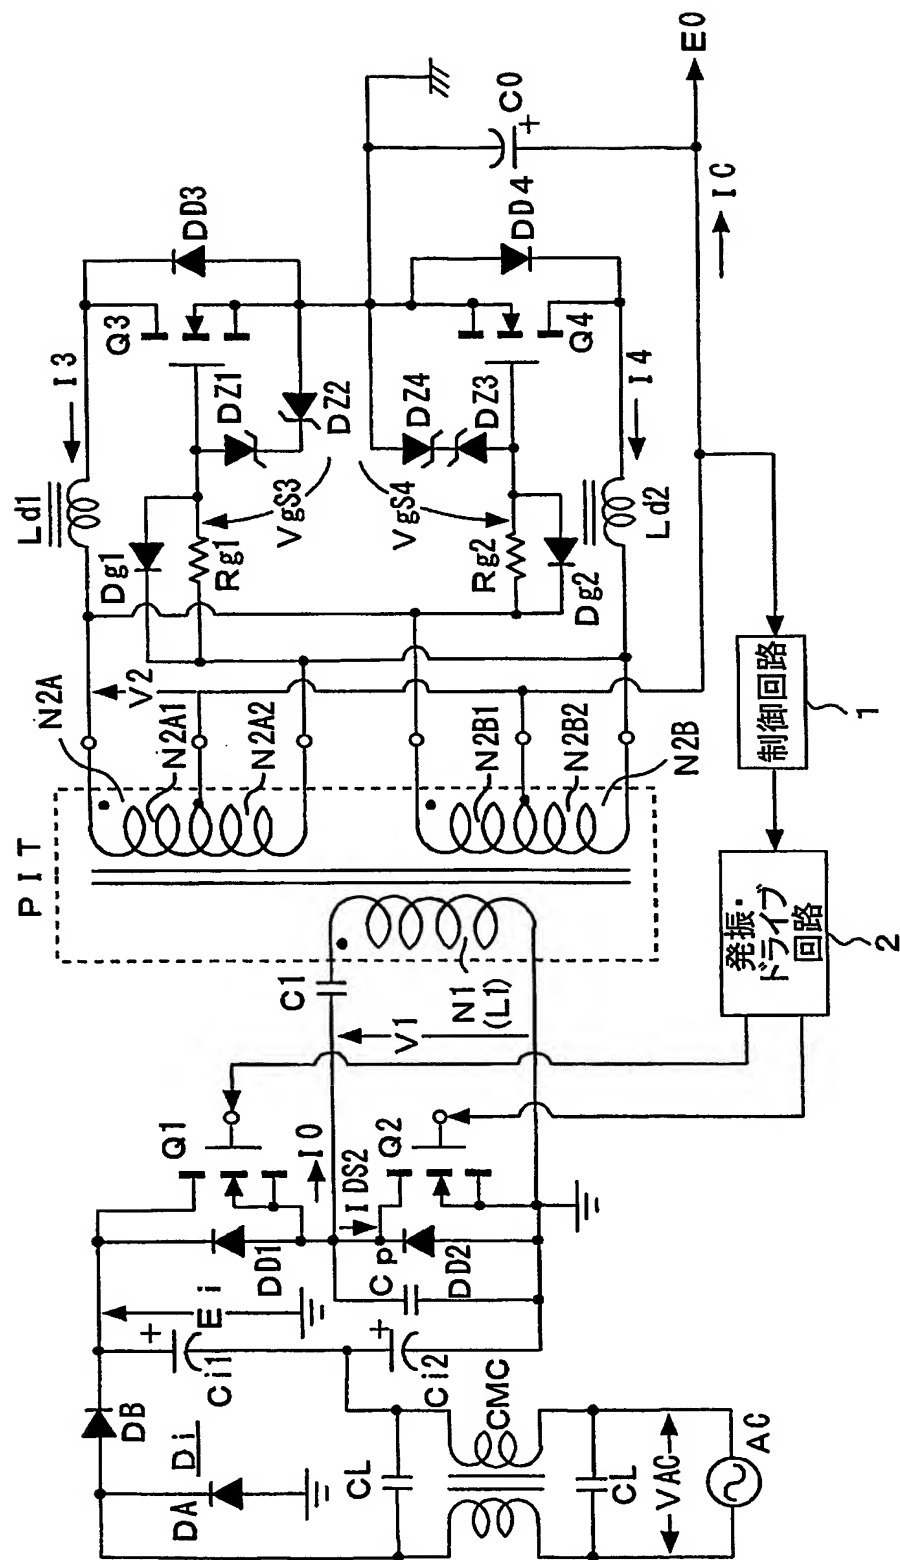 PIT
N2A
N2A1
N2A2
N2B1
N2B2
N2B
V2
Ld1
I3
Q3
DD3
Dg1
Rg1
DZ1
DZ2
VgS3
VgS4
DZ4
DZ3
Rg2
Dg2
Ld2
I4
Q4
DD4
C0
+
E0
IC
制御回路
1
発振・
ドライブ
回路
2
C1
N1
(L1)
V1
Q1
I0
IDS2
Q2
DD1
Cp
DD2
Ei
+
Ci1
+
Ci2
DB
Di
DA
CL
CMC
CL
VAC
AC